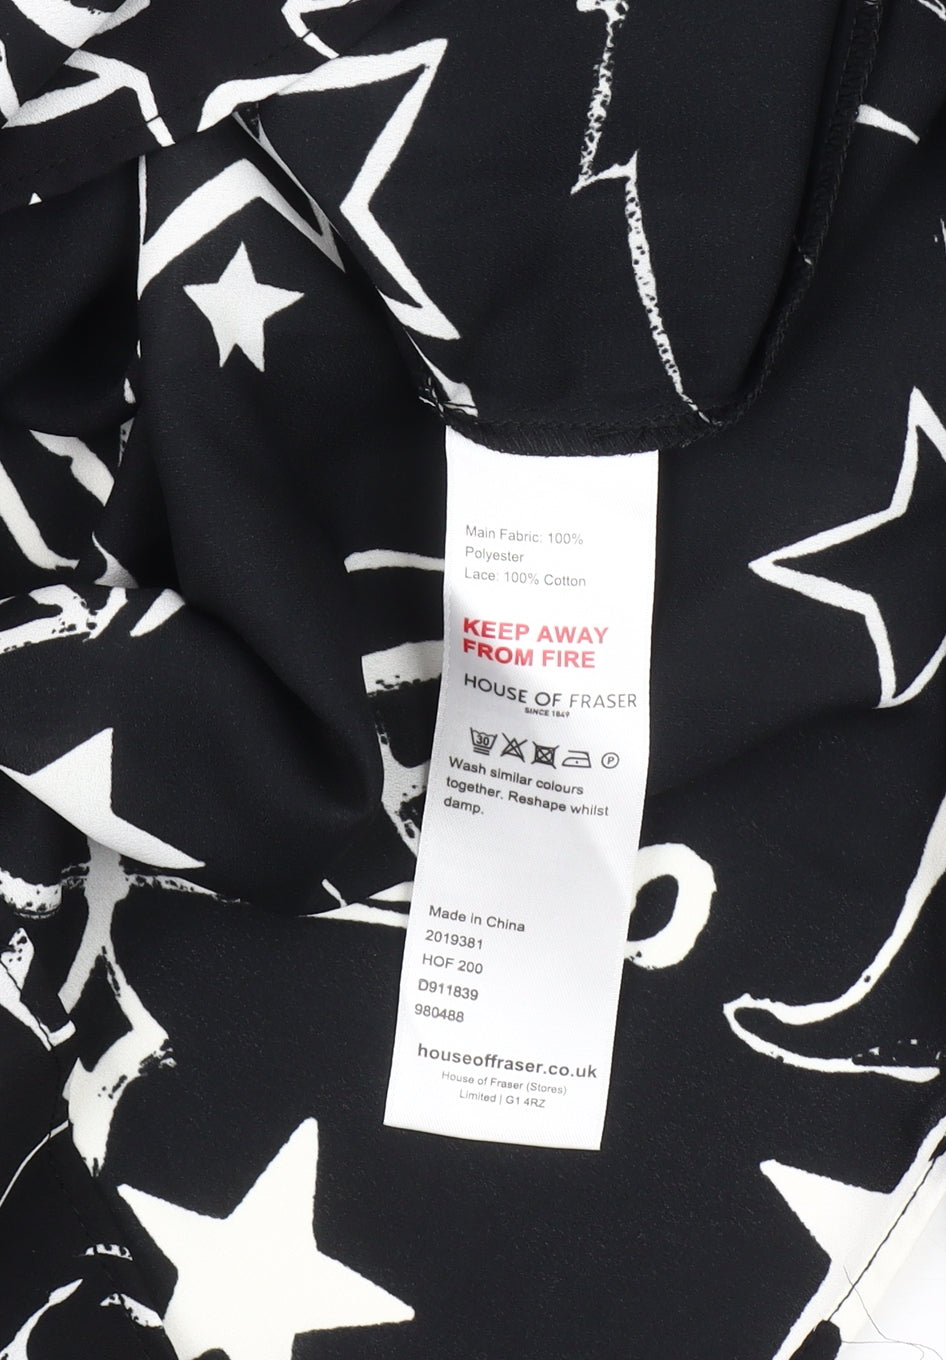 Main Fabric: 100%
Polyester
Lace: 100% Cotton
KEEP AWAY
FROM FIRE
HOUSE OF FRASER
SINCE 1849
30
P
Wash similar colours
together. Reshape whilst
damp.
Made in China
2019381
HOF 200
D911839
980488
houseoffraser.co.uk
House of Fraser (Stores)
Limited | G1 4RZ